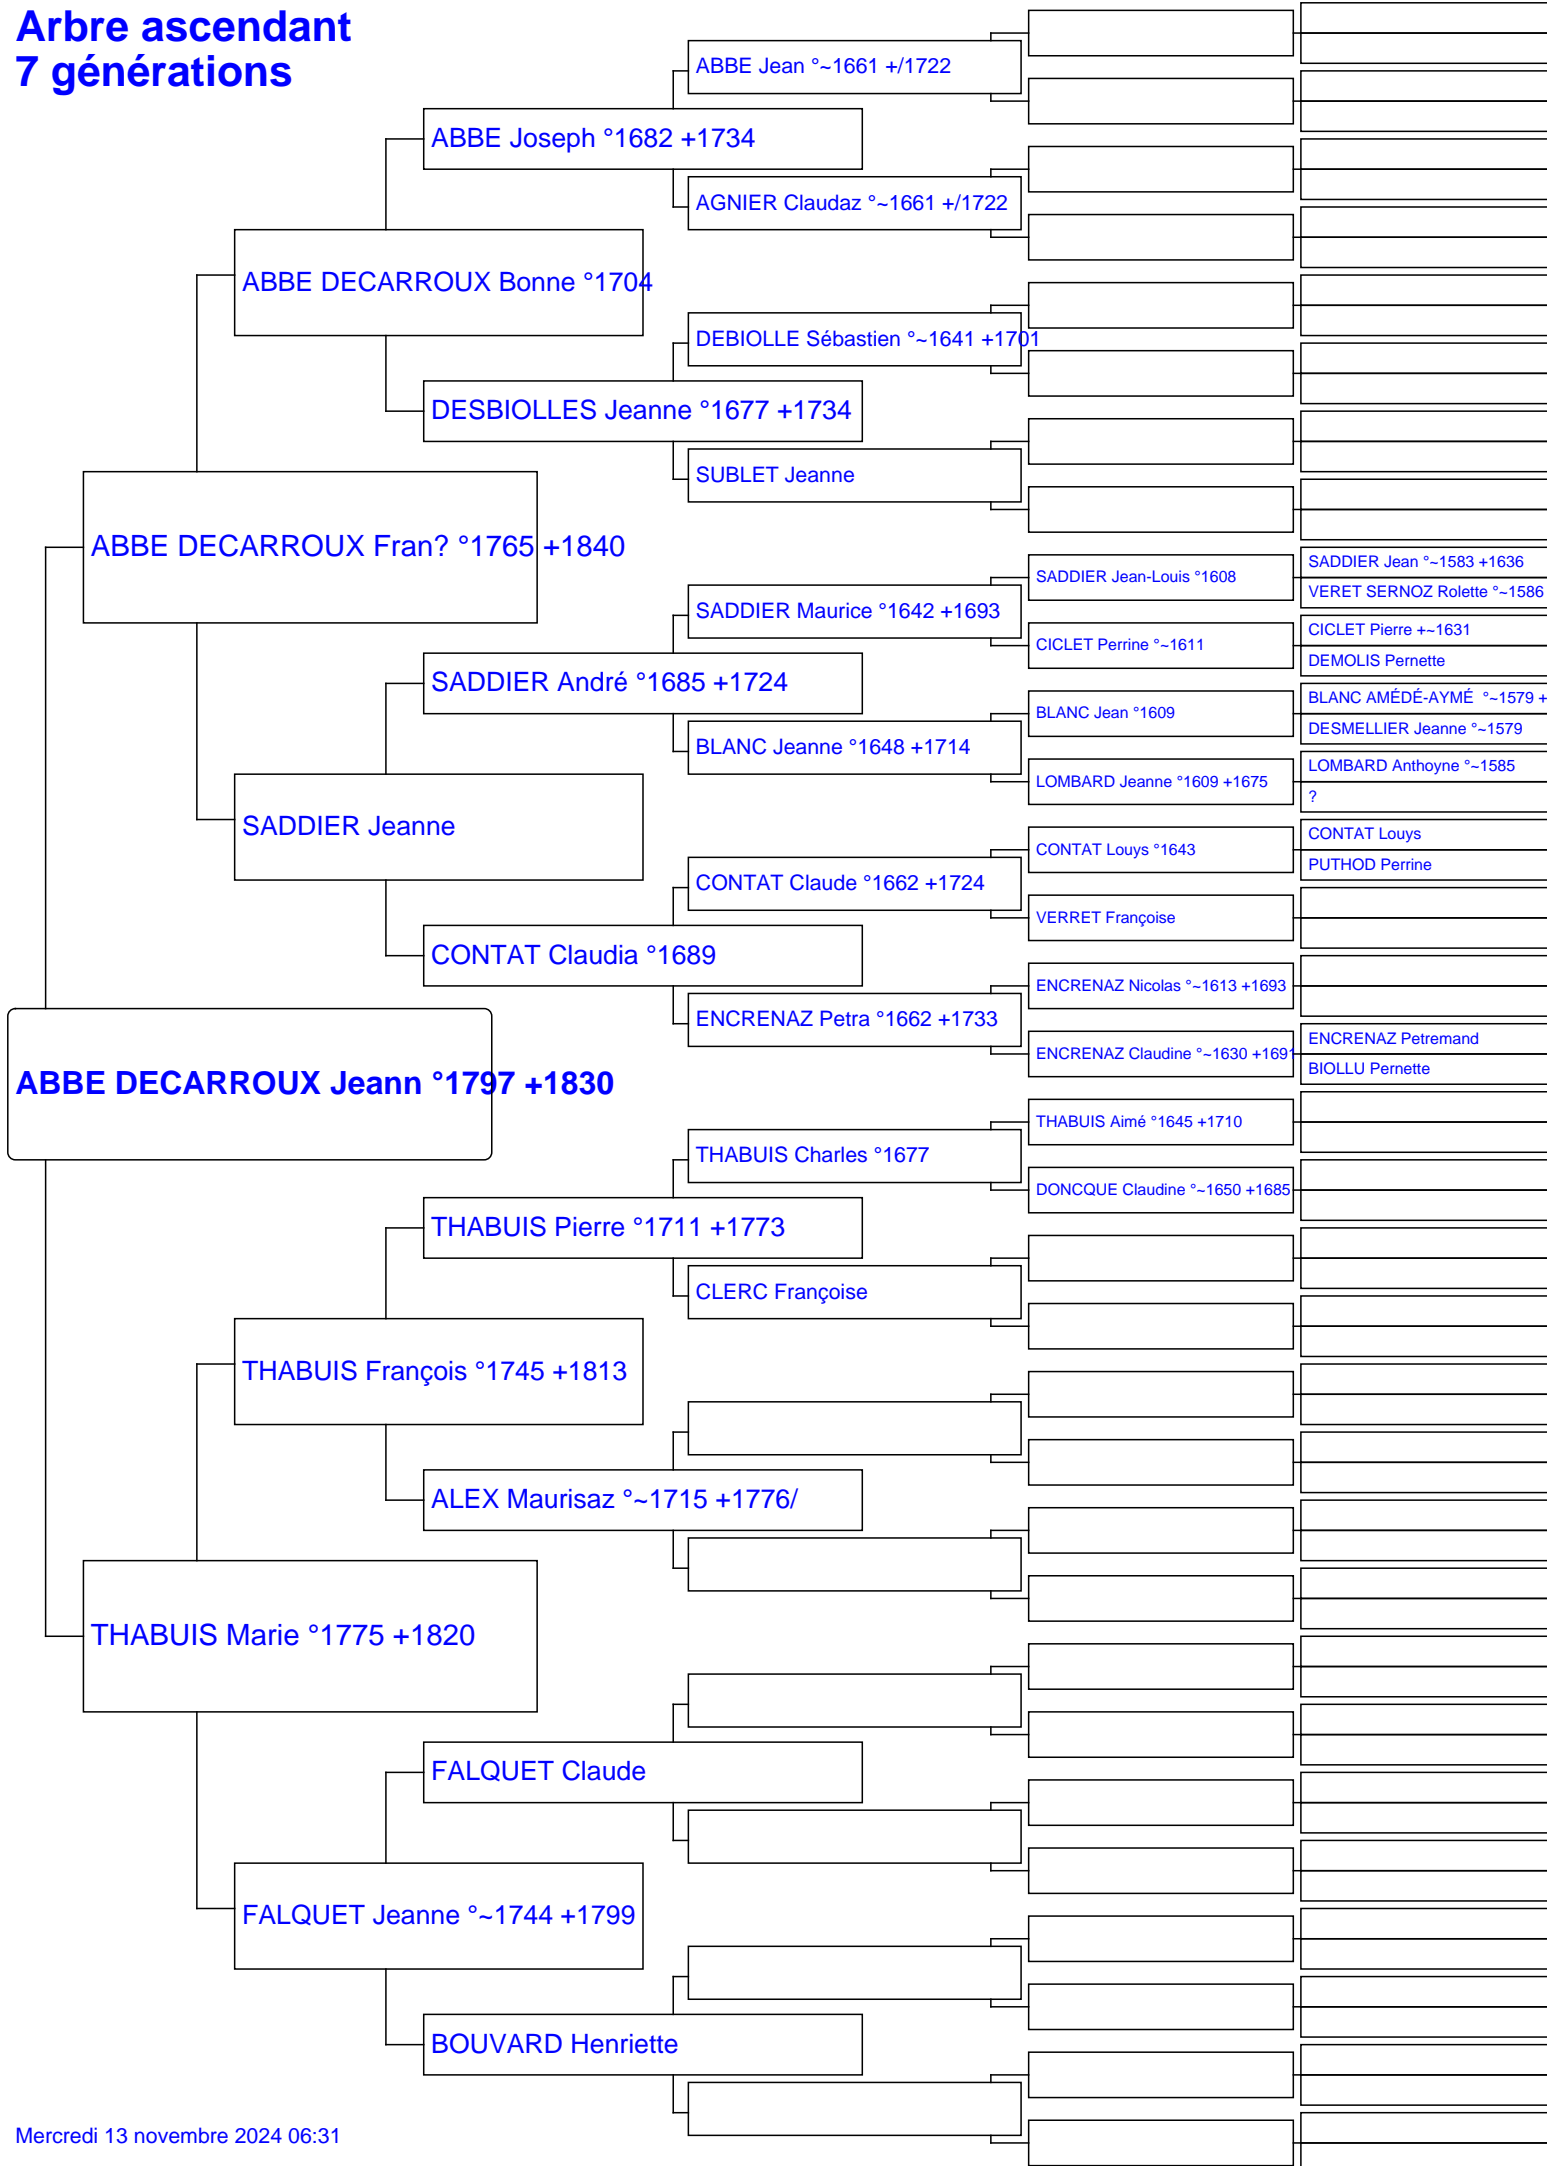 Arbre ascendant
7 générations
ABBE Jean °~1661 +/1722
ABBE Joseph °1682 +1734
AGNIER Claudaz °~1661 +/1722
ABBE DECARROUX Bonne °1704
DEBIOLLE Sébastien °~1641 +1701
DESBIOLLES Jeanne °1677 +1734
SUBLET Jeanne
ABBE DECARROUX Fran? °1765 +1840
SADDIER Jean °~1583 +1636
SADDIER Jean-Louis °1608
VERET SERNOZ Rolette °~1586
SADDIER Maurice °1642 +1693
CICLET Pierre +~1631
CICLET Perrine °~1611
DEMOLIS Pernette
SADDIER André °1685 +1724
BLANC AMÉDÉ-AYMÉ  °~1579 +
BLANC Jean °1609
DESMELLIER Jeanne °~1579
BLANC Jeanne °1648 +1714
LOMBARD Anthoyne °~1585
LOMBARD Jeanne °1609 +1675
?
SADDIER Jeanne
CONTAT Louys
CONTAT Louys °1643
PUTHOD Perrine
CONTAT Claude °1662 +1724
VERRET Françoise
CONTAT Claudia °1689
ENCRENAZ Nicolas °~1613 +1693
ENCRENAZ Petra °1662 +1733
ENCRENAZ Petremand
ENCRENAZ Claudine °~1630 +1691
BIOLLU Pernette
ABBE DECARROUX Jeann °1797 +1830
THABUIS Aimé °1645 +1710
THABUIS Charles °1677
DONCQUE Claudine °~1650 +1685
THABUIS Pierre °1711 +1773
CLERC Françoise
THABUIS François °1745 +1813
ALEX Maurisaz °~1715 +1776/
THABUIS Marie °1775 +1820
FALQUET Claude
FALQUET Jeanne °~1744 +1799
BOUVARD Henriette
Mercredi 13 novembre 2024 06:31